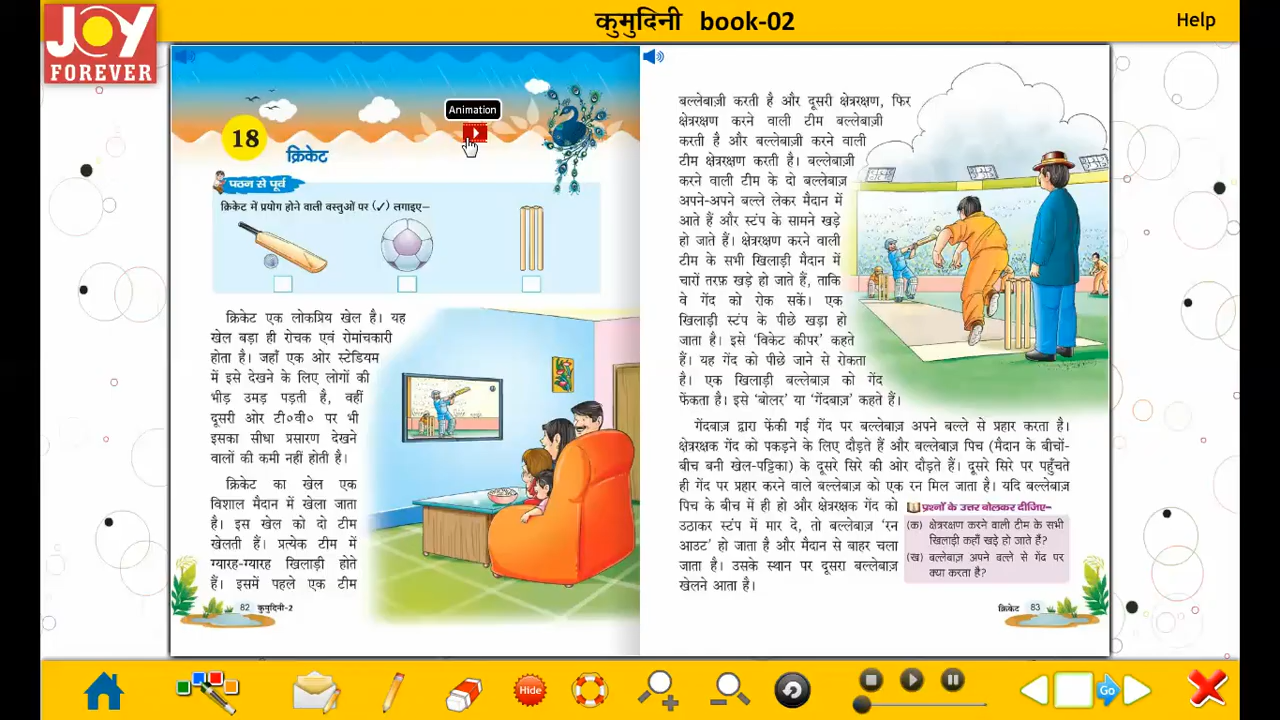 कुमुदिनी book-02
Help
JOY
FOREVER
Animation
18
क्रिकेट
पठन से पूर्व
क्रिकेट में प्रयोग होने वाली वस्तुओं पर (✓) लगाइए–
क्रिकेट एक लोकप्रिय खेल है। यह
खेल बड़ा ही रोचक एवं रोमांचकारी
होता है। जहाँ एक ओर स्टेडियम
में इसे देखने के लिए लोगों की
भीड़ उमड़ पड़ती है, वहीं
दूसरी ओर टी०वी० पर भी
इसका सीधा प्रसारण देखने
वालों की कमी नहीं होती है।
क्रिकेट का खेल एक
विशाल मैदान में खेला जाता
है। इस खेल को दो टीम
खेलती हैं। प्रत्येक टीम में
ग्यारह-ग्यारह खिलाड़ी होते
हैं। इसमें पहले एक टीम
82 कुमुदिनी-2
बल्लेबाज़ी करती है और दूसरी क्षेत्ररक्षण, फिर
क्षेत्ररक्षण करने वाली टीम बल्लेबाज़ी
करती है और बल्लेबाज़ी करने वाली
टीम क्षेत्ररक्षण करती है। बल्लेबाज़ी
करने वाली टीम के दो बल्लेबाज़
अपने-अपने बल्ले लेकर मैदान में
आते हैं और स्टंप के सामने खड़े
हो जाते हैं। क्षेत्ररक्षण करने वाली
टीम के सभी खिलाड़ी मैदान में
चारों तरफ़ खड़े हो जाते हैं, ताकि
वे गेंद को रोक सकें। एक
खिलाड़ी स्टंप के पीछे खड़ा हो
जाता है। इसे ‘विकेट कीपर’ कहते
हैं। यह गेंद को पीछे जाने से रोकता
है। एक खिलाड़ी बल्लेबाज़ को गेंद
फेंकता है। इसे ‘बोलर’ या ‘गेंदबाज़’ कहते हैं।
गेंदबाज़ द्वारा फेंकी गई गेंद पर बल्लेबाज़ अपने बल्ले से प्रहार करता है।
क्षेत्ररक्षक गेंद को पकड़ने के लिए दौड़ते हैं और बल्लेबाज़ पिच (मैदान के बीचों-
बीच बनी खेल-पट्टिका) के दूसरे सिरे की ओर दौड़ते हैं। दूसरे सिरे पर पहुँचते
ही गेंद पर प्रहार करने वाले बल्लेबाज़ को एक रन मिल जाता है। यदि बल्लेबाज़
पिच के बीच में ही हो और क्षेत्ररक्षक गेंद को
उठाकर स्टंप में मार दे, तो बल्लेबाज़ ‘रन
आउट’ हो जाता है और मैदान से बाहर चला
जाता है। उसके स्थान पर दूसरा बल्लेबाज़
खेलने आता है।
प्रश्नों के उत्तर बोलकर दीजिए–
(क) क्षेत्ररक्षण करने वाली टीम के सभी
खिलाड़ी कहाँ खड़े हो जाते हैं?
(ख) बल्लेबाज़ अपने बल्ले से गेंद पर
क्या करता है?
क्रिकेट 83
Hide
Go